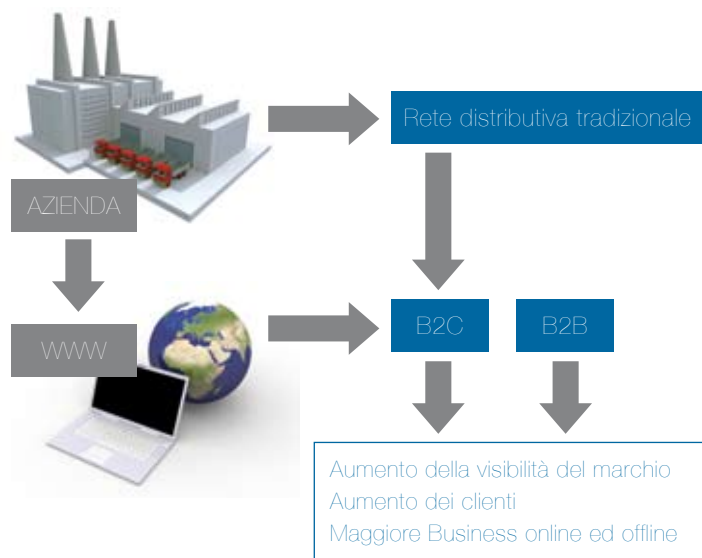 Rete distributiva tradizionale
AZIENDA
WWW
B2C
B2B
Aumento della visibilità del marchio
Aumento dei clienti
Maggiore Business online ed offline